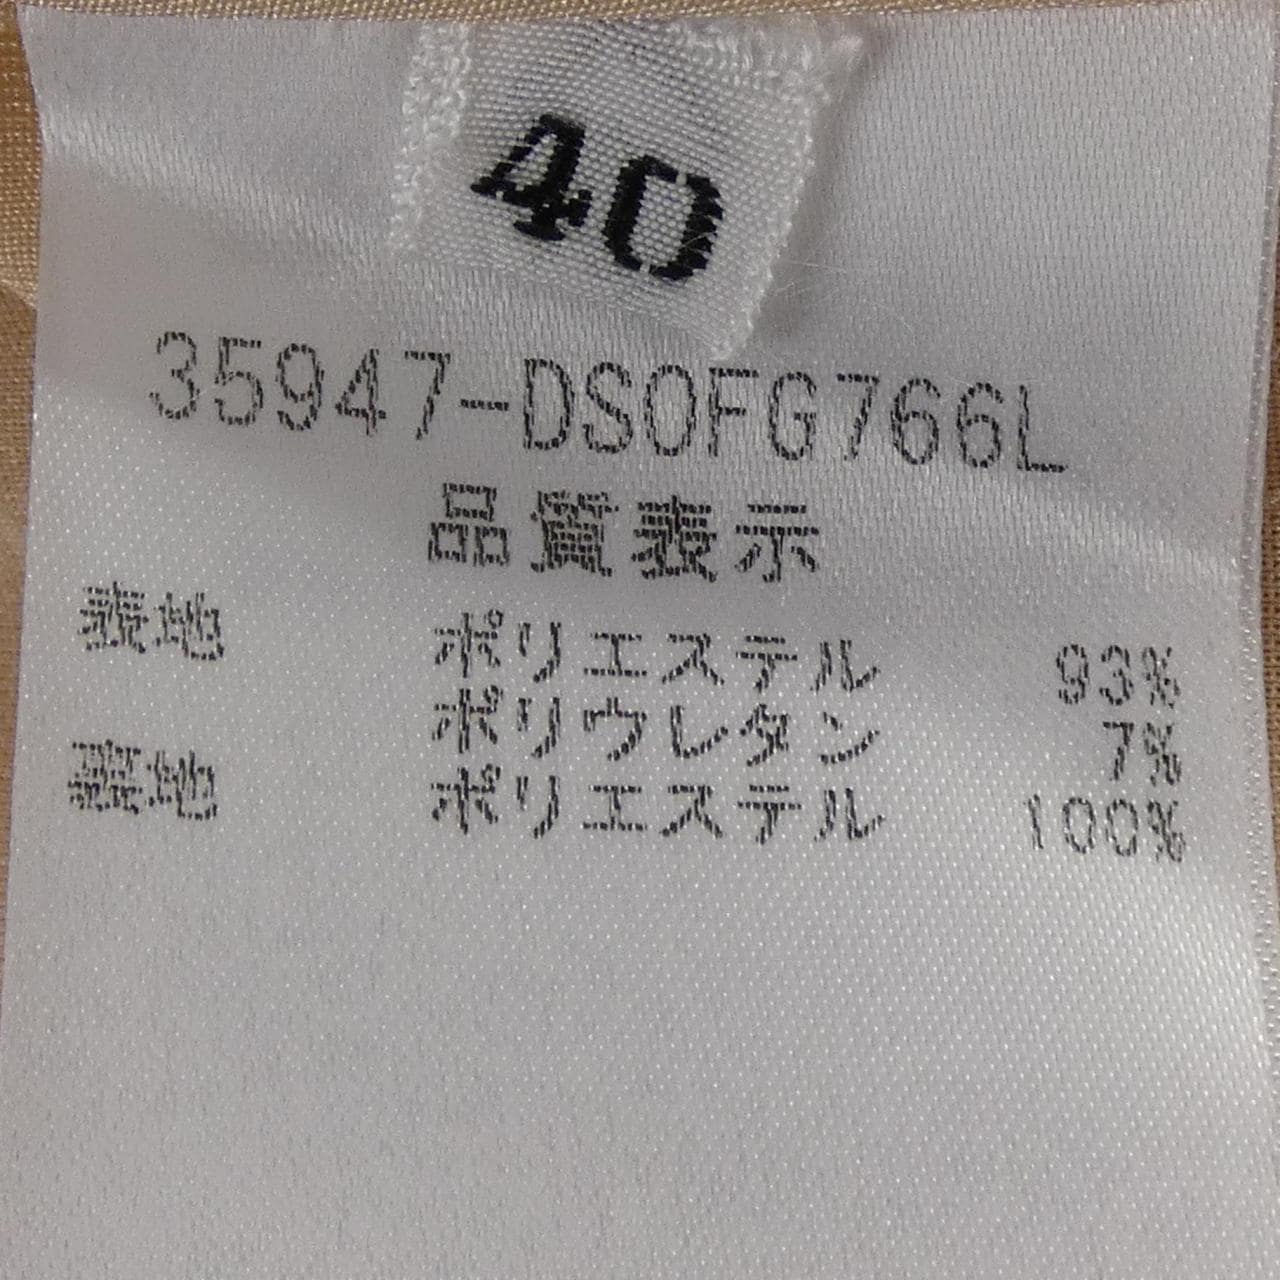 40
35947-DSOFG766L
品質表示
表地 ポリエステル 93%
ポリウレタン 7%
裏地 ポリエステル 100%